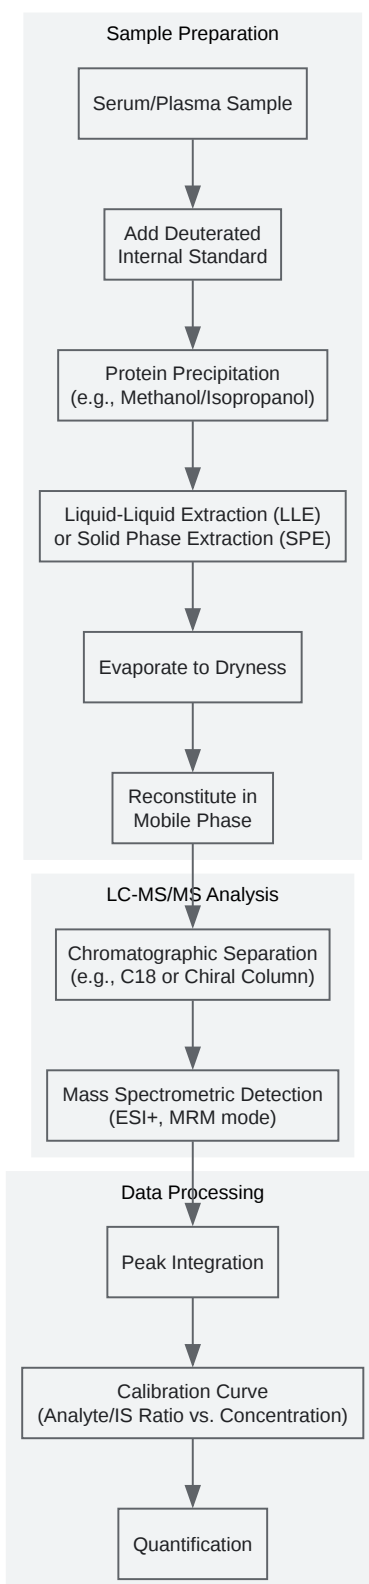 Sample Preparation
Serum/Plasma Sample
Add Deuterated
Internal Standard
Protein Precipitation
(e.g., Methanol/Isopropanol)
Liquid-Liquid Extraction (LLE)
or Solid Phase Extraction (SPE)
Evaporate to Dryness
Reconstitute in
Mobile Phase
LC-MS/MS Analysis
Chromatographic Separation
(e.g., C18 or Chiral Column)
Mass Spectrometric Detection
(ESI+, MRM mode)
Data Processing
Peak Integration
Calibration Curve
(Analyte/IS Ratio vs. Concentration)
Quantification